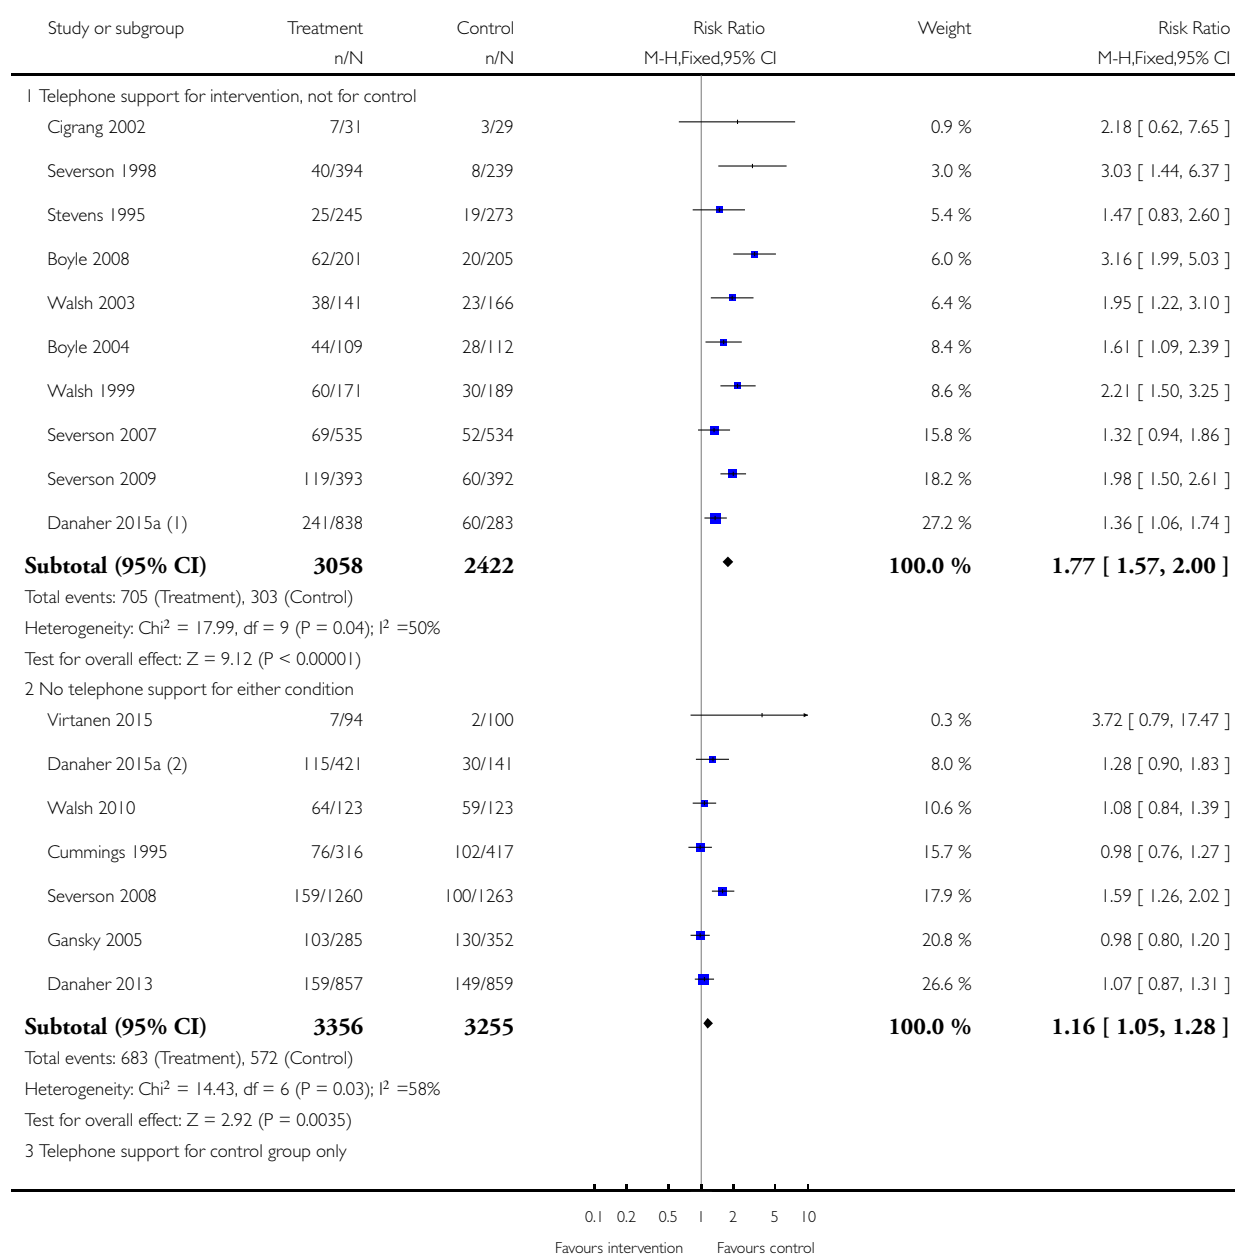 Study or subgroup Treatment Control Risk Ratio Weight Risk Ratio
n/N n/N M-H,Fixed,95% CI M-H,Fixed,95% CI
1 Telephone support for intervention, not for control
Cigrang 2002 7/31 3/29 0.9 % 2.18 [ 0.62, 7.65 ]
Severson 1998 40/394 8/239 3.0 % 3.03 [ 1.44, 6.37 ]
Stevens 1995 25/245 19/273 5.4 % 1.47 [ 0.83, 2.60 ]
Boyle 2008 62/201 20/205 6.0 % 3.16 [ 1.99, 5.03 ]
Walsh 2003 38/141 23/166 6.4 % 1.95 [ 1.22, 3.10 ]
Boyle 2004 44/109 28/112 8.4 % 1.61 [ 1.09, 2.39 ]
Walsh 1999 60/171 30/189 8.6 % 2.21 [ 1.50, 3.25 ]
Severson 2007 69/535 52/534 15.8 % 1.32 [ 0.94, 1.86 ]
Severson 2009 119/393 60/392 18.2 % 1.98 [ 1.50, 2.61 ]
Danaher 2015a (1) 241/838 60/283 27.2 % 1.36 [ 1.06, 1.74 ]
Subtotal (95% CI) 3058 2422 100.0 % 1.77 [ 1.57, 2.00 ]
Total events: 705 (Treatment), 303 (Control)
Heterogeneity: Chi² = 17.99, df = 9 (P = 0.04); I² =50%
Test for overall effect: Z = 9.12 (P < 0.00001)
2 No telephone support for either condition
Virtanen 2015 7/94 2/100 0.3 % 3.72 [ 0.79, 17.47 ]
Danaher 2015a (2) 115/421 30/141 8.0 % 1.28 [ 0.90, 1.83 ]
Walsh 2010 64/123 59/123 10.6 % 1.08 [ 0.84, 1.39 ]
Cummings 1995 76/316 102/417 15.7 % 0.98 [ 0.76, 1.27 ]
Severson 2008 159/1260 100/1263 17.9 % 1.59 [ 1.26, 2.02 ]
Gansky 2005 103/285 130/352 20.8 % 0.98 [ 0.80, 1.20 ]
Danaher 2013 159/857 149/859 26.6 % 1.07 [ 0.87, 1.31 ]
Subtotal (95% CI) 3356 3255 100.0 % 1.16 [ 1.05, 1.28 ]
Total events: 683 (Treatment), 572 (Control)
Heterogeneity: Chi² = 14.43, df = 6 (P = 0.03); I² =58%
Test for overall effect: Z = 2.92 (P = 0.0035)
3 Telephone support for control group only
0.1 0.2 0.5 1 2 5 10
Favours intervention Favours control